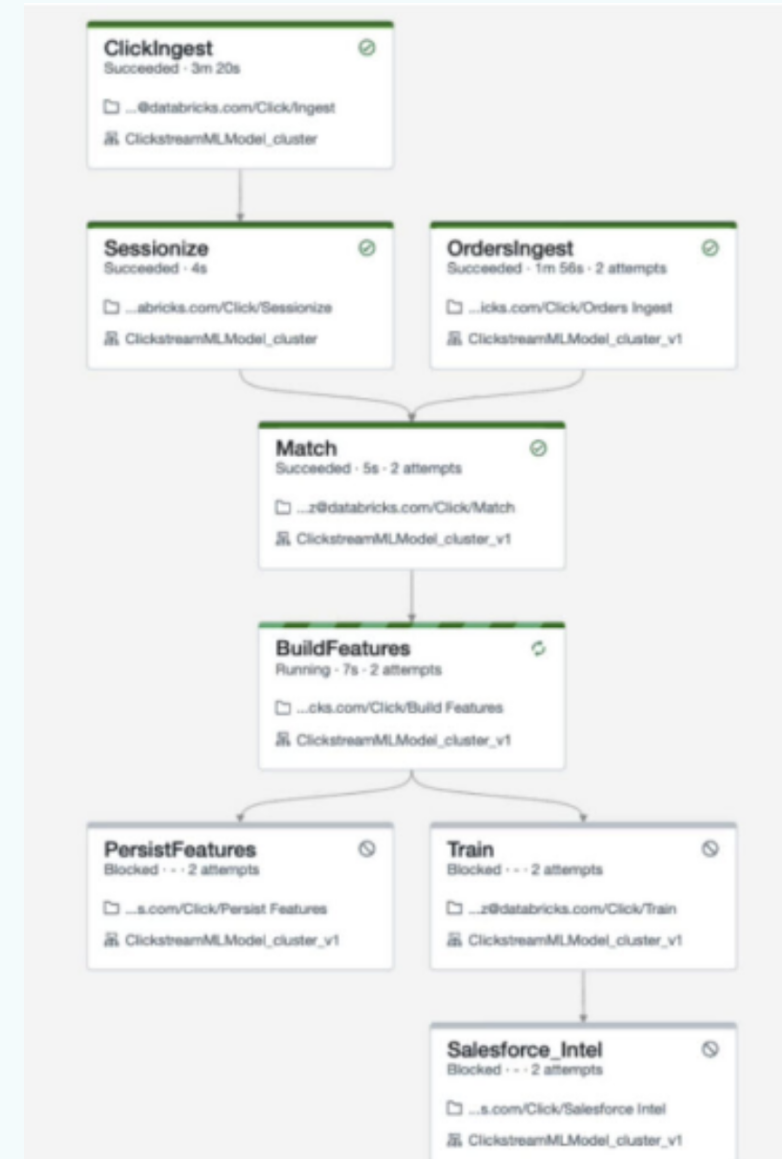 ClickIngest
Succeeded · 3m 20s
...@databricks.com/Click/Ingest
ClickstreamMLModel_cluster
Sessionize
Succeeded · 4s
...abricks.com/Click/Sessionize
ClickstreamMLModel_cluster
OrdersIngest
Succeeded · 1m 56s · 2 attempts
...icks.com/Click/Orders Ingest
ClickstreamMLModel_cluster_v1
Match
Succeeded · 5s · 2 attempts
...z@databricks.com/Click/Match
ClickstreamMLModel_cluster_v1
BuildFeatures
Running · 7s · 2 attempts
...cks.com/Click/Build Features
ClickstreamMLModel_cluster_v1
PersistFeatures
Blocked · - · 2 attempts
...s.com/Click/Persist Features
ClickstreamMLModel_cluster_v1
Train
Blocked · - · 2 attempts
...z@databricks.com/Click/Train
ClickstreamMLModel_cluster_v1
Salesforce_Intel
Blocked · - · 2 attempts
...s.com/Click/Salesforce Intel
ClickstreamMLModel_cluster_v1